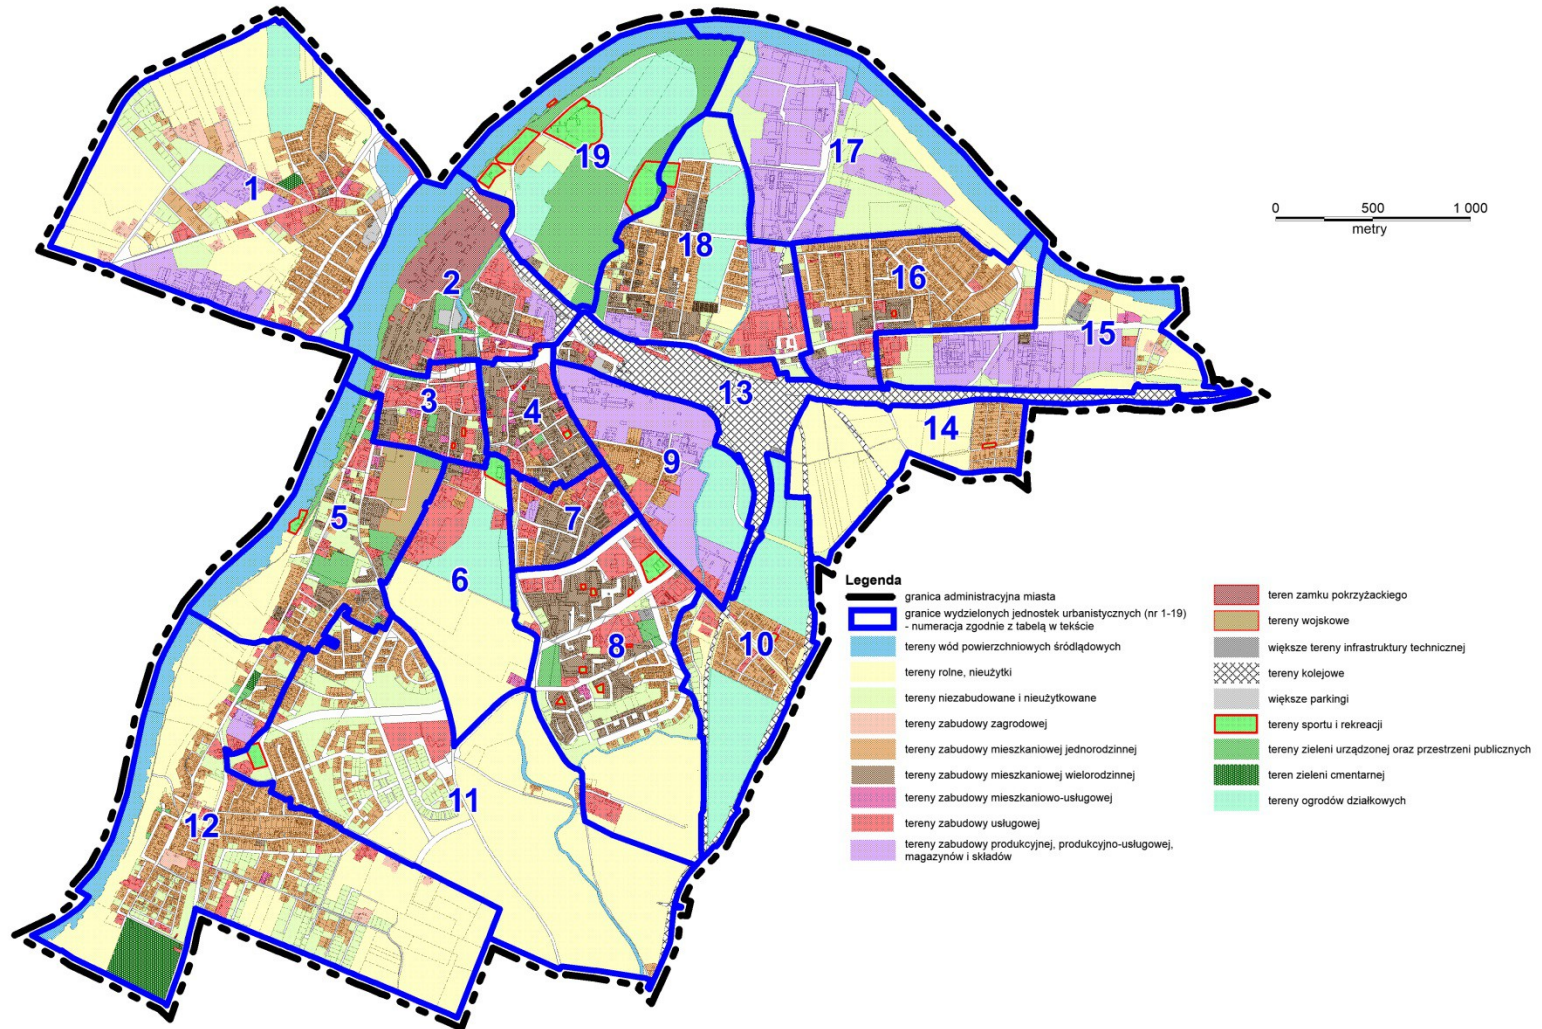 17
19
1
18
16
2
15
13
3
4
14
9
5
7
6
8
10
11
12
0 500 1 000
metry
Legenda
granica administracyjna miasta
granice wydzielonych jednostek urbanistycznych (nr 1-19)
- numeracja zgodnie z tabelą w tekście
tereny wód powierzchniowych śródlądowych
tereny rolne, nieużytki
tereny niezabudowane i nieużytkowane
tereny zabudowy zagrodowej
tereny zabudowy mieszkaniowej jednorodzinnej
tereny zabudowy mieszkaniowej wielorodzinnej
tereny zabudowy mieszkaniowo-usługowej
tereny zabudowy usługowej
tereny zabudowy produkcyjnej, produkcyjno-usługowej,
magazynów i składów
teren zamku pokrzyżackiego
tereny wojskowe
większe tereny infrastruktury technicznej
tereny kolejowe
większe parkingi
tereny sportu i rekreacji
tereny zieleni urządzonej oraz przestrzeni publicznych
teren zieleni cmentarnej
tereny ogrodów działkowych